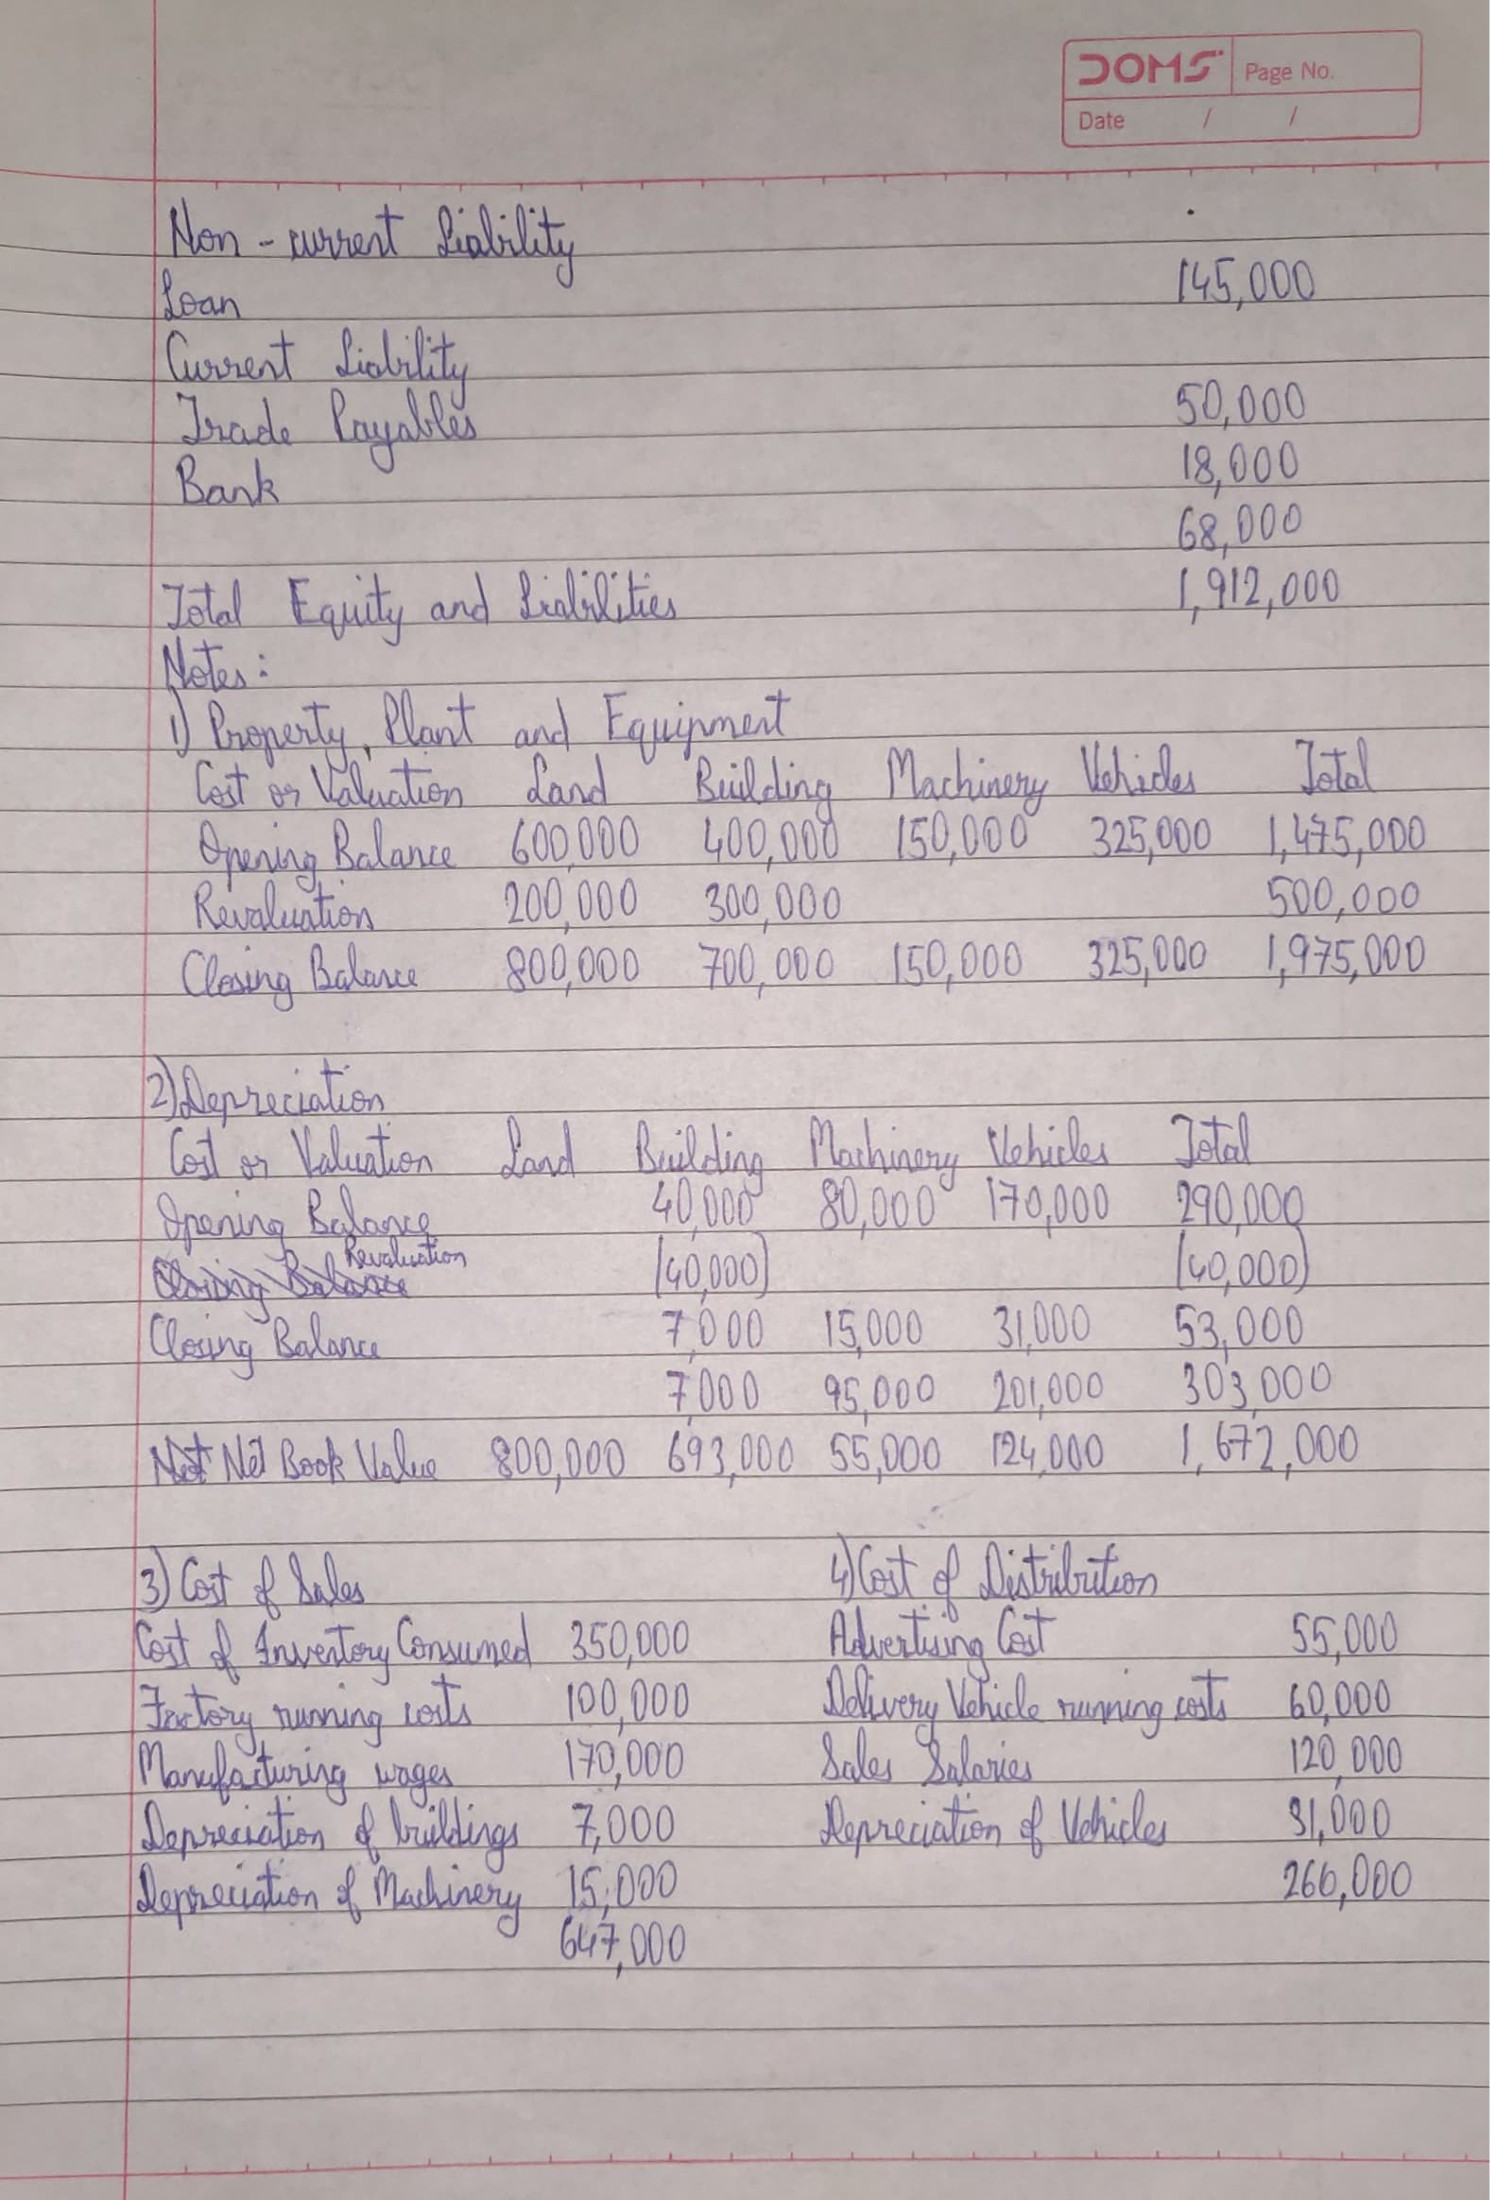 DOMS Page No.
Date / /
Non-current Liability
Loan 145,000
Current Liability
Trade Payables 50,000
Bank 18,000
68,000
Total Equity and Liabilities 1,912,000
Notes:
1) Property, Plant and Equipment
Cost or Valuation Land Building Machinery Vehicles Total
Opening Balance 600,000 400,000 150,000 325,000 1,475,000
Revaluation 200,000 300,000 500,000
Closing Balance 800,000 700,000 150,000 325,000 1,975,000
2) Depreciation
Cost or Valuation Land Building Machinery Vehicles Total
Opening Balance 40,000 80,000 170,000 290,000
Closing Balance Revaluation (40,000) (40,000)
Closing Balance 7,000 15,000 31,000 53,000
7,000 95,000 201,000 303,000
Net Net Book Value 800,000 693,000 55,000 124,000 1,672,000
3) Cost of Sales 4) Cost of Distribution
Cost of Inventory Consumed 350,000 Advertising Cost 55,000
Factory running costs 100,000 Delivery Vehicle running costs 60,000
Manufacturing wages 170,000 Sales Salaries 120,000
Depreciation of buildings 7,000 Depreciation of Vehicles 31,000
Depreciation of Machinery 15,000 266,000
647,000